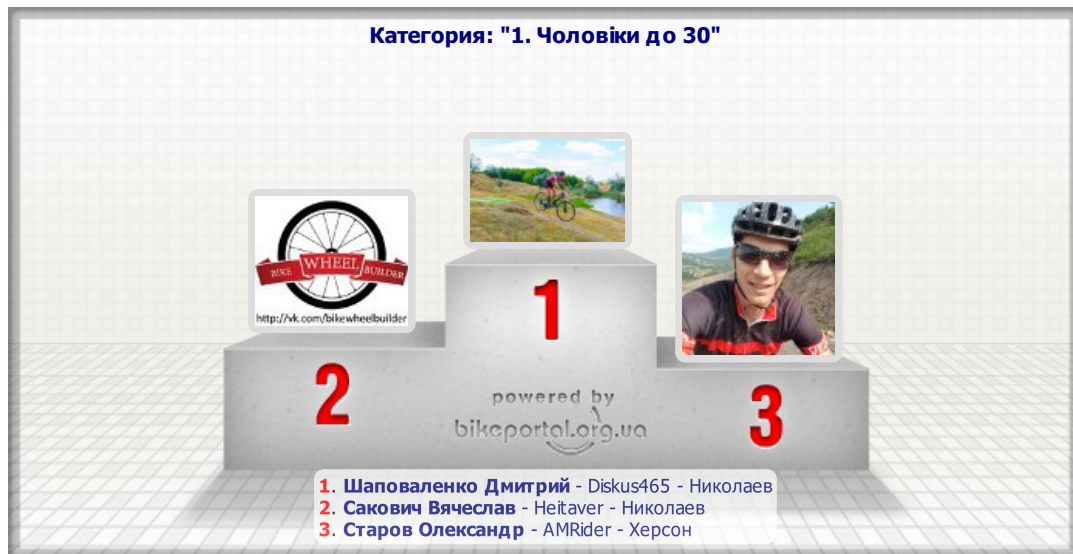 Категория: "1. Чоловіки до 30"
BIKE WHEEL BUILDER
http://vk.com/bikewheelbuilder
1
2
3
powered by
bikeportal.org.ua
1. Шаповаленко Дмитрий - Diskus465 - Николаев
2. Сакович Вячеслав - Heitaver - Николаев
3. Старов Олександр - AMRider - Херсон